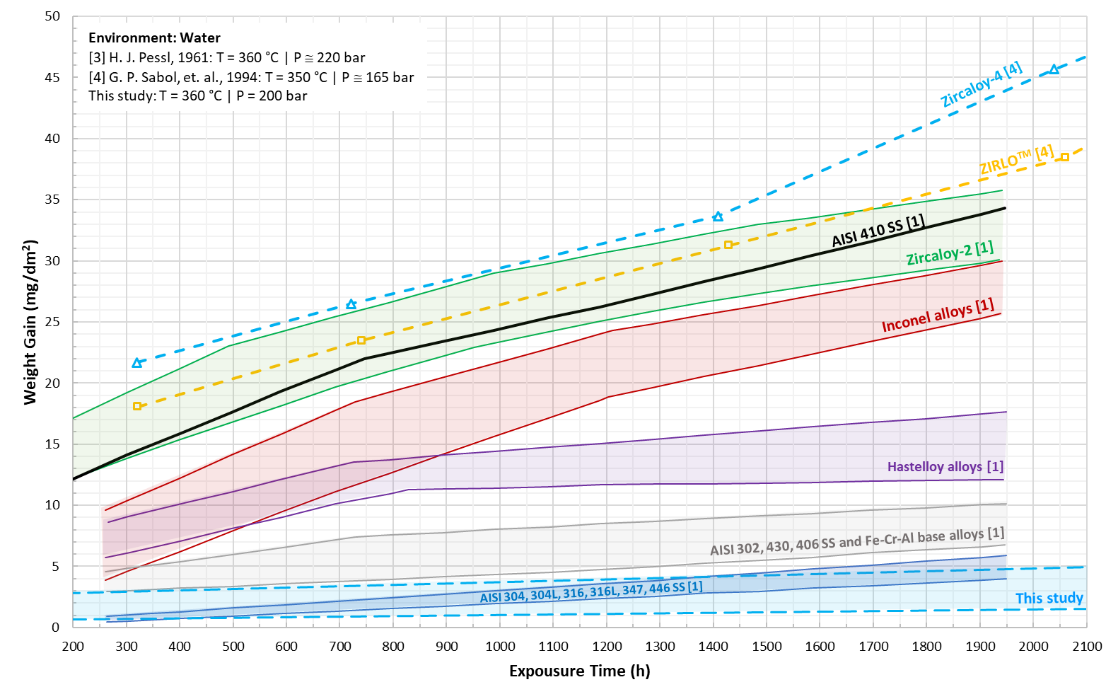 Environment: Water
[3] H. J. Pessl, 1961: T = 360 °C | P ≅ 220 bar
[4] G. P. Sabol, et. al., 1994: T = 350 °C | P ≅ 165 bar
This study: T = 360 °C | P = 200 bar
50
45
40
35
30
25
20
15
10
5
0
Weight Gain (mg/dm²)
Zircaloy-4 [4]
ZIRLO™ [4]
AISI 410 SS [1]
Zircaloy-2 [1]
Inconel alloys [1]
Hastelloy alloys [1]
AISI 302, 430, 406 SS and Fe-Cr-Al base alloys [1]
AISI 304, 304L, 316, 316L, 347, 446 SS [1]
This study
200 300 400 500 600 700 800 900 1000 1100 1200 1300 1400 1500 1600 1700 1800 1900 2000 2100
Expousure Time (h)